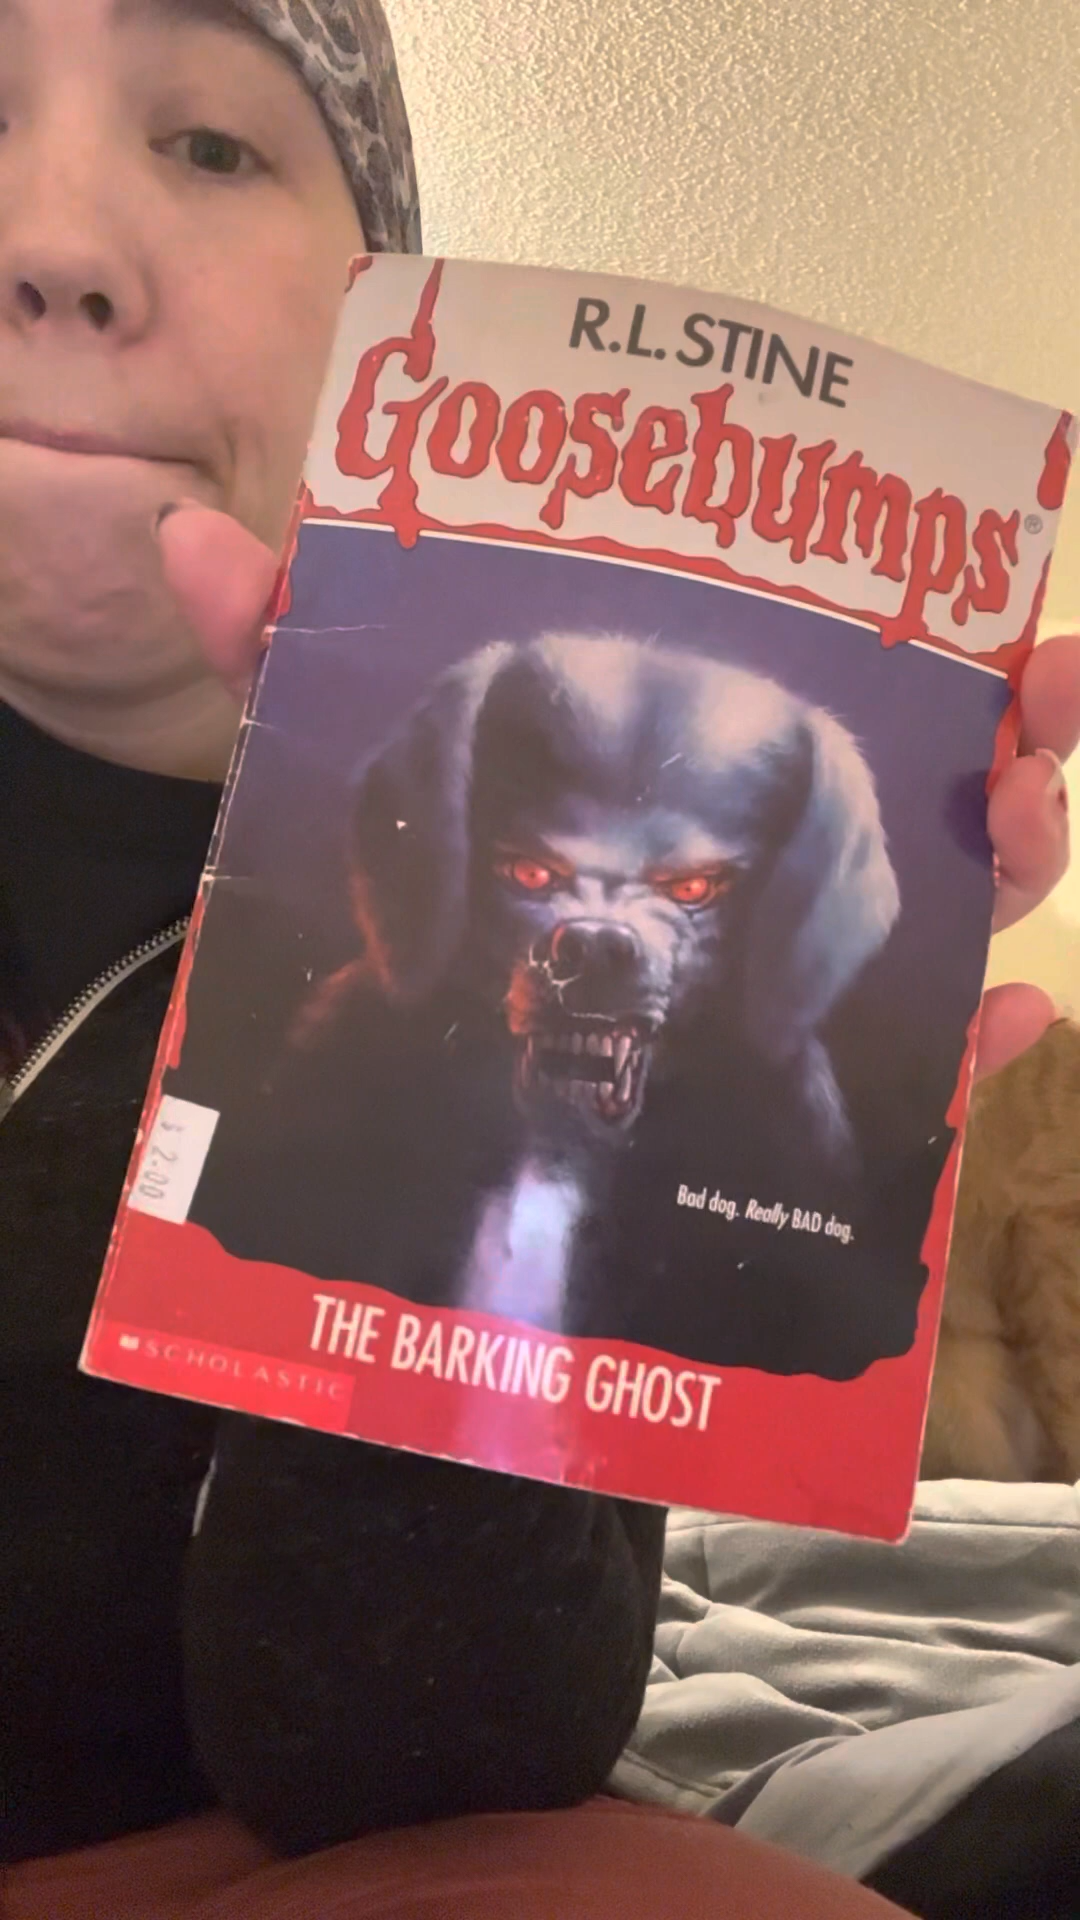 R.L. STINE
Goosebumps®
$2.00
Bad dog. Really BAD dog.
THE BARKING GHOST
SCHOLASTIC